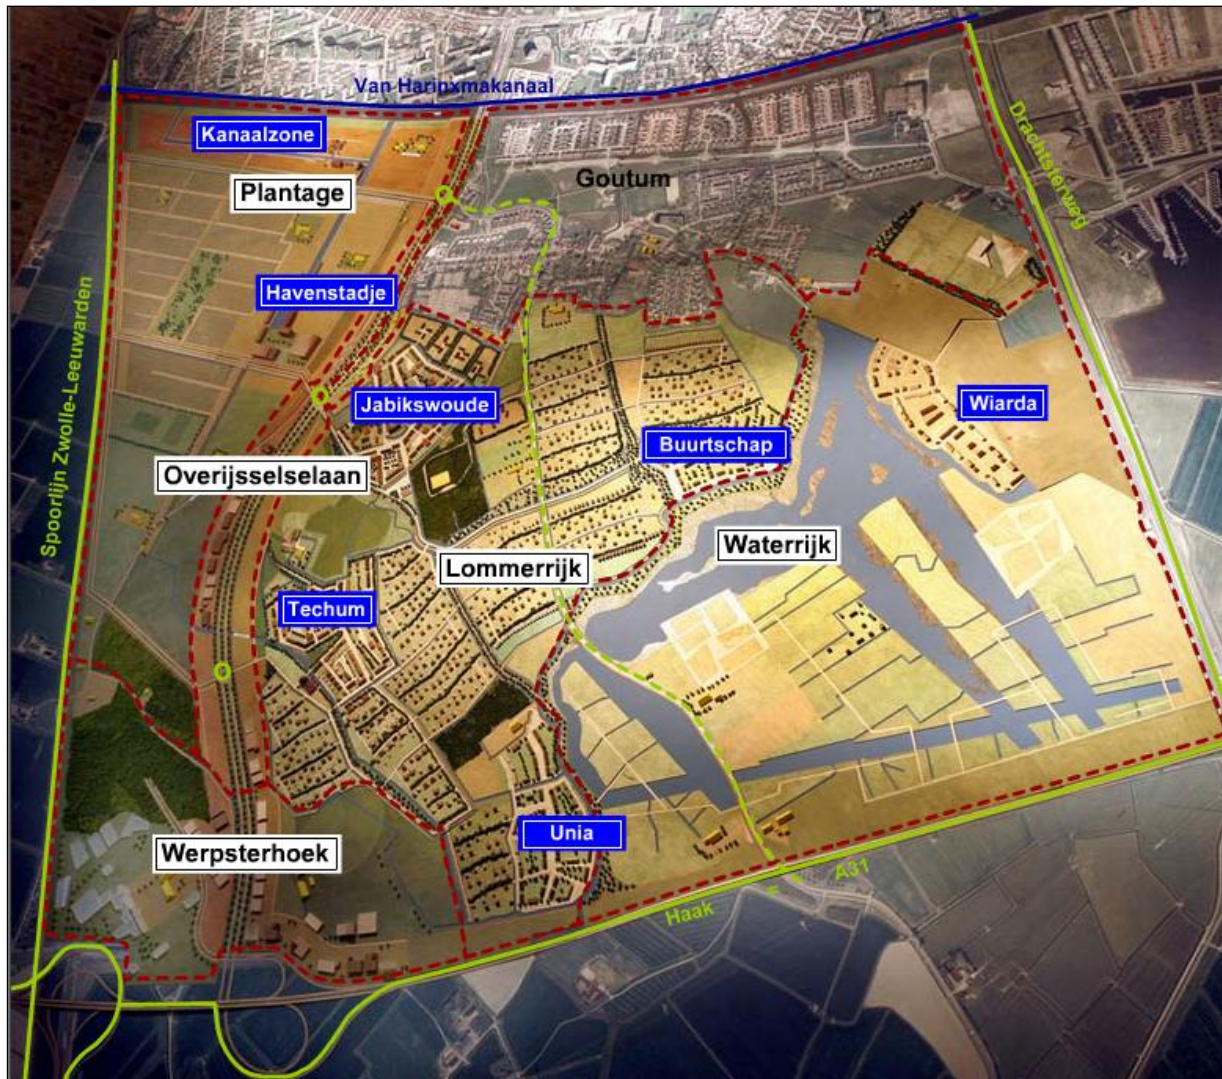 Van Harinxmakanaal
Kanaalzone
Plantage
Goutum
Drachtsterweg
Havenstadje
Spoorlijn Zwolle-Leeuwarden
Jabikswoude
Wiarda
Buurtschap
Overijsselselaan
Waterrijk
Lommerrijk
Techum
Unia
Werpsterhoek
Haak = A31